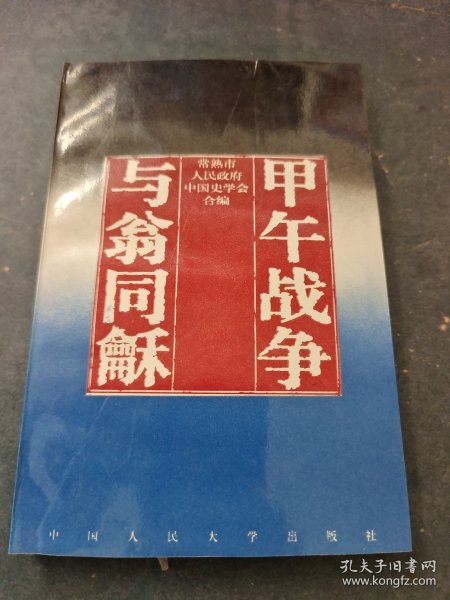 甲午战争
与翁同龢
常熟市
人民政府
中国史学会
合编
中国人民大学出版社
孔夫子旧书网
www.kongfz.com